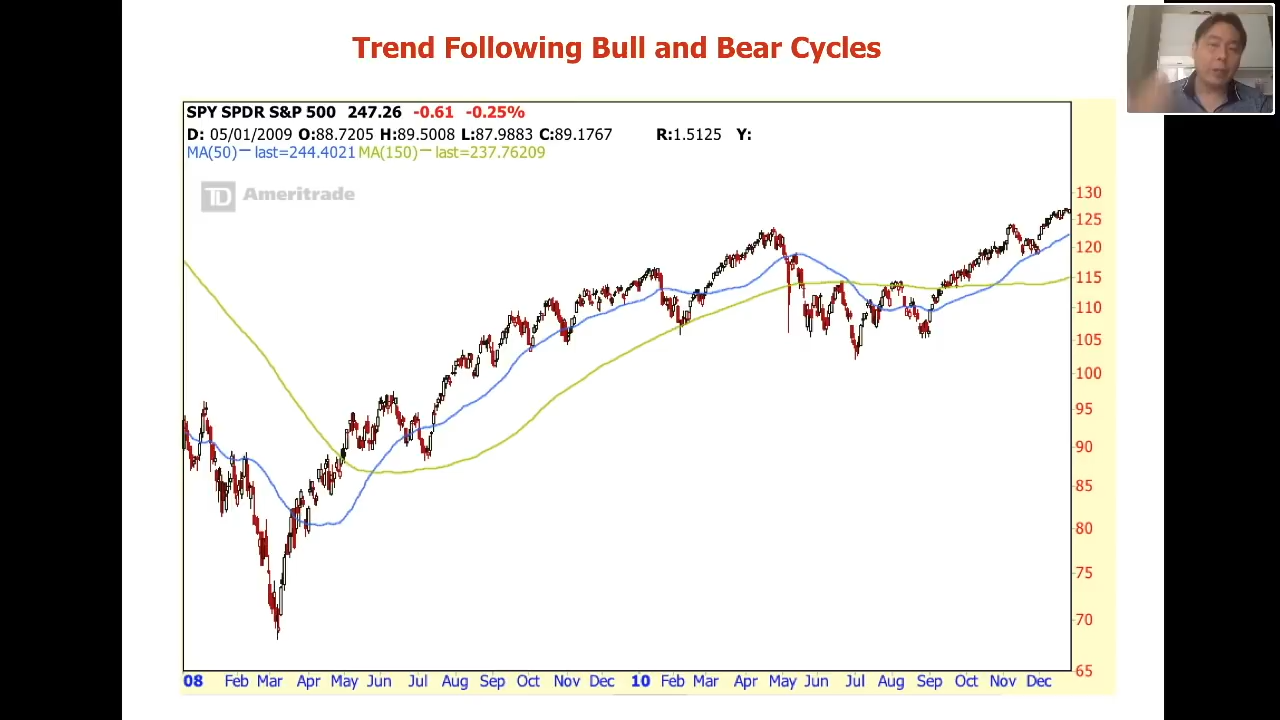 Trend Following Bull and Bear Cycles
SPY SPDR S&P 500 247.26 -0.61 -0.25%
D: 05/01/2009 O:88.7205 H:89.5008 L:87.9883 C:89.1767 R:1.5125 Y:
MA(50) — last=244.4021 MA(150) — last=237.76209
TD Ameritrade
130
125
120
115
110
105
100
95
90
85
80
75
70
65
08 Feb Mar Apr May Jun Jul Aug Sep Oct Nov Dec 10 Feb Mar Apr May Jun Jul Aug Sep Oct Nov Dec